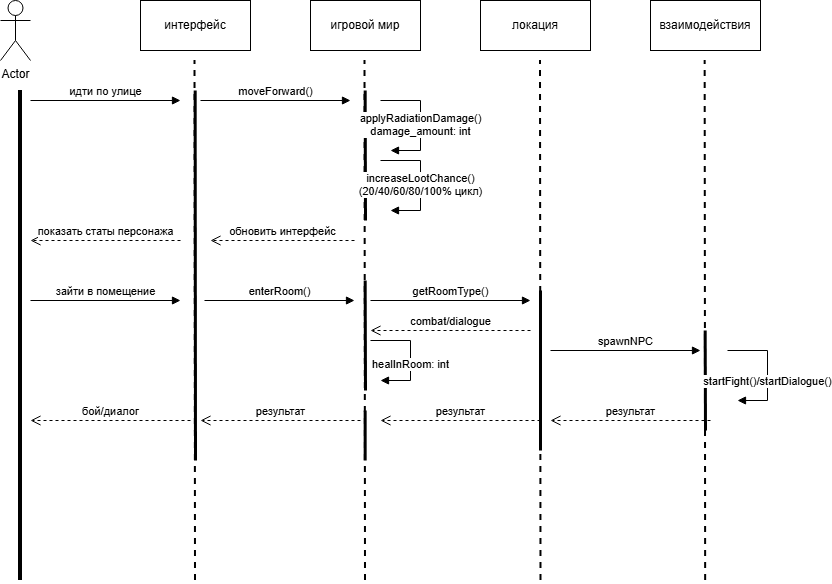 Actor
интерфейс
игровой мир
локация
взаимодействия
идти по улице
moveForward()
applyRadiationDamage()
damage_amount: int
increaseLootChance()
(20/40/60/80/100% цикл)
показать статы персонажа
обновить интерфейс
зайти в помещение
enterRoom()
getRoomType()
combat/dialogue
spawnNPC
healInRoom: int
startFight()/startDialogue()
бой/диалог
результат
результат
результат